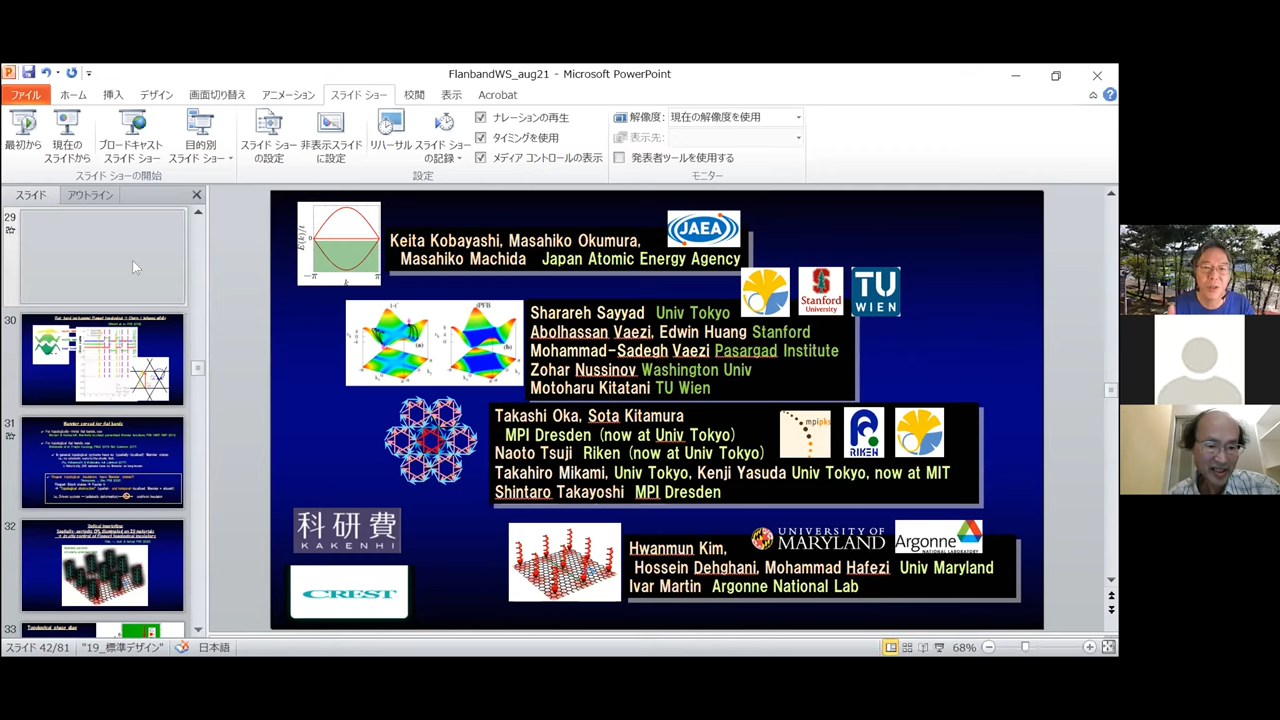 FlanbandWS_aug21 - Microsoft PowerPoint
ファイル ホーム 挿入 デザイン 画面切り替え アニメーション スライド ショー 校閲 表示 Acrobat
最初から
現在の
スライドから
ブロードキャスト
スライド ショー
目的別
スライド ショー
スライド ショー
の設定
非表示スライド
に設定
リハーサル
スライド ショー
の記録
ナレーションの再生
タイミングを使用
メディア コントロールの表示
解像度: 現在の解像度を使用
表示先:
発表者ツールを使用する
スライド ショーの開始
設定
モニター
スライド アウトライン
29
30
31
Wannier spread for flat bands
32
33
E(k)/t
0
-π
k
π
Keita Kobayashi, Masahiko Okumura,
Masahiko Machida Japan Atomic Energy Agency
JAEA
Stanford
University
TU
WIEN
(a)
PFB
(b)
Sharareh Sayyad Univ Tokyo
Abolhassan Vaezi, Edwin Huang Stanford
Mohammad-Sadegh Vaezi Pasargad Institute
Zohar Nussinov Washington Univ
Motoharu Kitatani TU Wien
Takashi Oka, Sota Kitamura
MPI Dresden (now at Univ Tokyo)
Naoto Tsuji Riken (now at Univ Tokyo)
Takahiro Mikami, Univ Tokyo, Kenji Yasuda Univ Tokyo, now at MIT
Shintaro Takayoshi MPI Dresden
mpipks
RIKEN
科研費
KAKENHI
CREST
UNIVERSITY OF
MARYLAND
Argonne
NATIONAL LABORATORY
Hwanmun Kim,
Hossein Dehghani, Mohammad Hafezi Univ Maryland
Ivar Martin Argonne National Lab
スライド 42/81 "19_標準デザイン" 日本語 68%